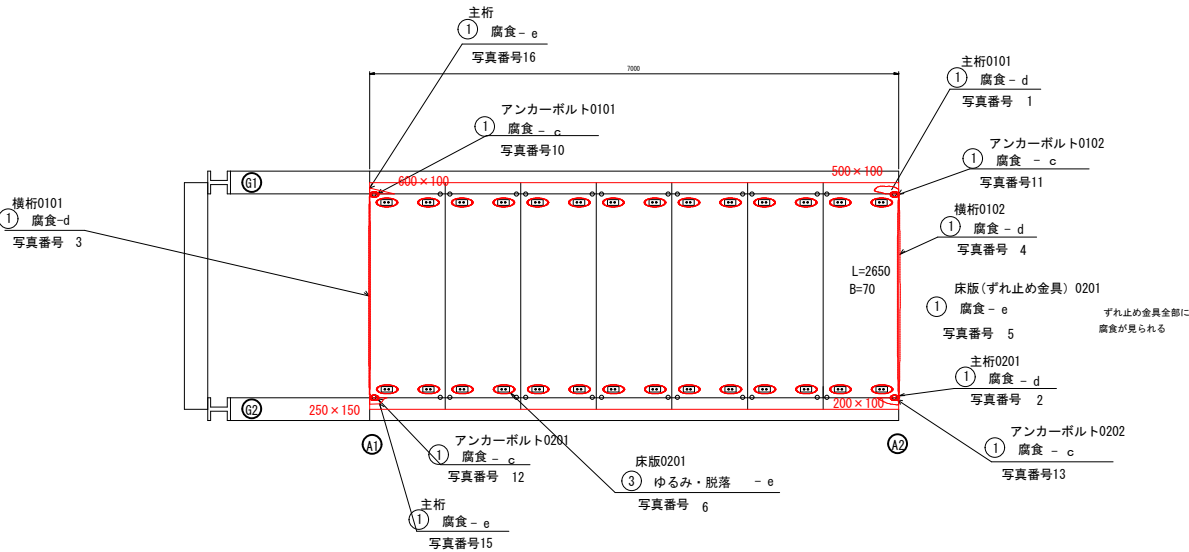 主桁
① 腐食－e
写真番号16
7000
主桁0101
① 腐食－d
写真番号 1
アンカーボルト0101
① 腐食－c
写真番号10
アンカーボルト0102
① 腐食－c
写真番号11
G1
600×100
500×100
横桁0101
① 腐食-d
写真番号 3
横桁0102
① 腐食－d
写真番号 4
L=2650
B=70
床版(ずれ止め金具) 0201
① 腐食－e
写真番号 5
ずれ止め金具全部に
腐食が見られる
主桁0201
① 腐食－d
写真番号 2
G2
250×150
200×100
A1
A2
アンカーボルト0201
① 腐食－c
写真番号 12
アンカーボルト0202
① 腐食－c
写真番号13
床版0201
③ ゆるみ・脱落 －e
写真番号 6
主桁
① 腐食－e
写真番号15